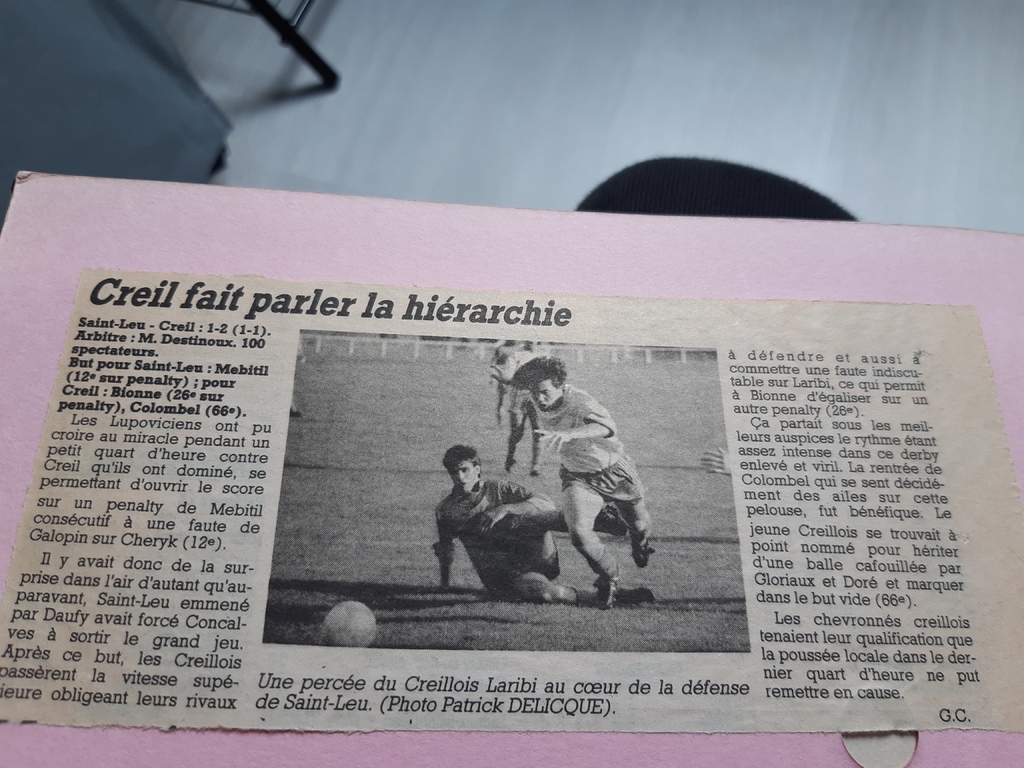 Creil fait parler la hiérarchie
Saint-Leu - Creil : 1-2 (1-1).
Arbitre : M. Destinoux. 100
spectateurs.
But pour Saint-Leu : Mebitil
(12e sur penalty) ; pour
Creil : Bionne (26e sur
penalty), Colombel (66e).
Les Lupoviciens ont pu
croire au miracle pendant un
petit quart d'heure contre
Creil qu'ils ont dominé, se
permettant d'ouvrir le score
sur un penalty de Mebitil
consécutif à une faute de
Galopin sur Cheryk (12e).
Il y avait donc de la sur-
prise dans l'air d'autant qu'au-
paravant, Saint-Leu emmené
par Daufy avait forcé Concal-
ves à sortir le grand jeu.
Après ce but, les Creillois
passèrent la vitesse supé-
ieure obligeant leurs rivaux
Une percée du Creillois Laribi au cœur de la défense
de Saint-Leu. (Photo Patrick DELICQUE).
à défendre et aussi à
commettre une faute indiscu-
table sur Laribi, ce qui permit
à Bionne d'égaliser sur un
autre penalty (26e).
Ça partait sous les meil-
leurs auspices le rythme étant
assez intense dans ce derby
enlevé et viril. La rentrée de
Colombel qui se sent décidé-
ment des ailes sur cette
pelouse, fut bénéfique. Le
jeune Creillois se trouvait à
point nommé pour hériter
d'une balle cafouillée par
Gloriaux et Doré et marquer
dans le but vide (66e).
Les chevronnés creillois
tenaient leur qualification que
la poussée locale dans le der-
nier quart d'heure ne put
remettre en cause.
G.C.